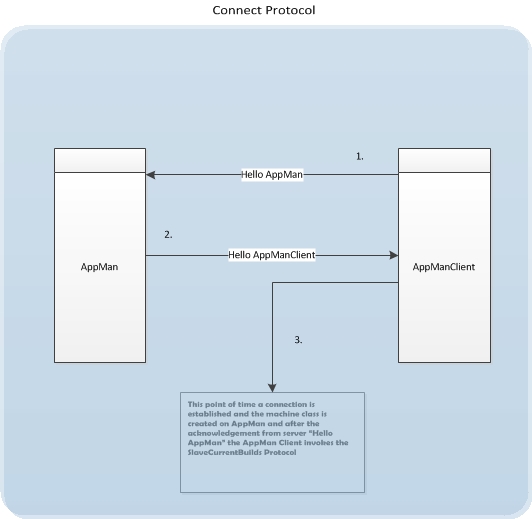 Connect Protocol
1.
Hello AppMan
2.
Hello AppManClient
AppMan
AppManClient
3.
This point of time a connection is
established and the machine class is
created on AppMan and after the
acknowledgement from server "Hello
AppMan" the AppMan Client invokes the
SlaveCurrentBuilds Protocol